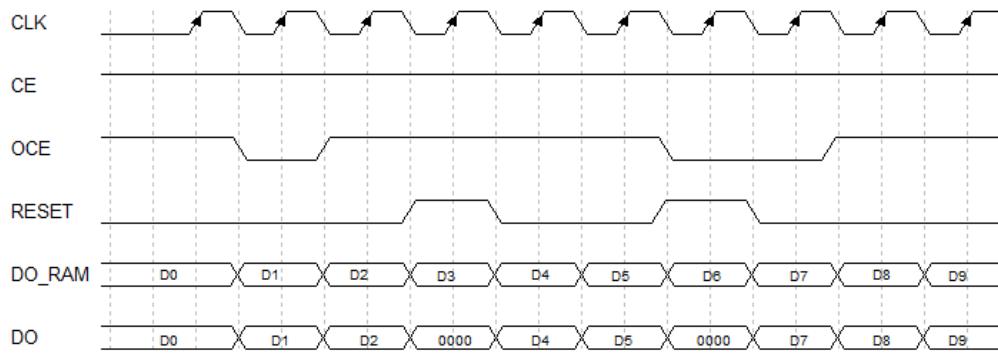 CLK
CE
OCE
RESET
DO_RAM D0 D1 D2 D3 D4 D5 D6 D7 D8 D9
DO D0 D1 D2 0000 D4 D5 0000 D7 D8 D9